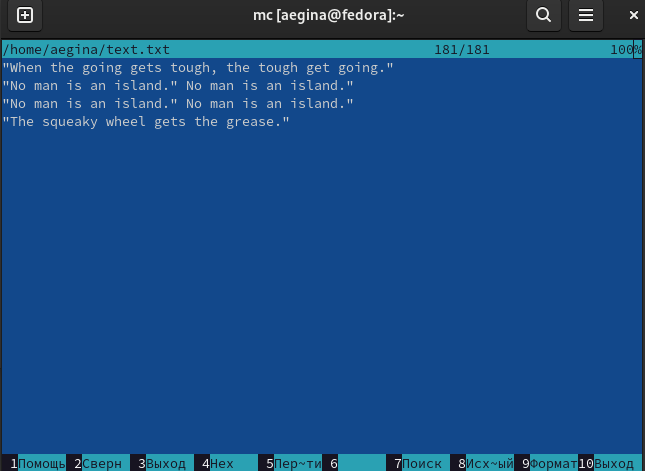 mc [aegina@fedora]:~
/home/aegina/text.txt 181/181 100%
"When the going gets tough, the tough get going."
"No man is an island." No man is an island."
"No man is an island." No man is an island."
"The squeaky wheel gets the grease."
1Помощь 2Сверн 3Выход 4Hex 5Пер~ти 6 7Поиск 8Исх~ый 9Формат 10Выход